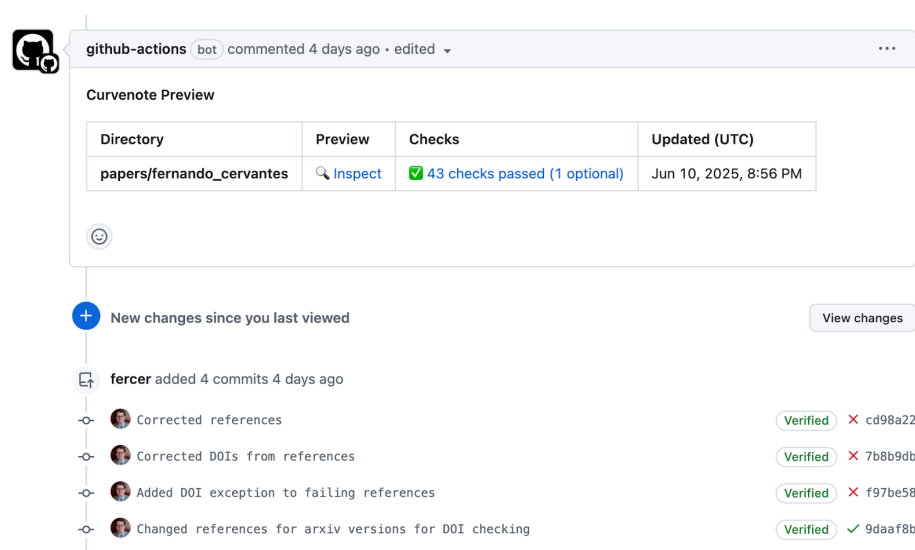 github-actions bot commented 4 days ago • edited
Curvenote Preview
Directory Preview Checks Updated (UTC)
papers/fernando_cervantes Inspect 43 checks passed (1 optional) Jun 10, 2025, 8:56 PM
New changes since you last viewed View changes
fercer added 4 commits 4 days ago
Corrected references Verified cd98a22
Corrected DOIs from references Verified 7b8b9db
Added DOI exception to failing references Verified f97be58
Changed references for arxiv versions for DOI checking Verified 9daaf8b